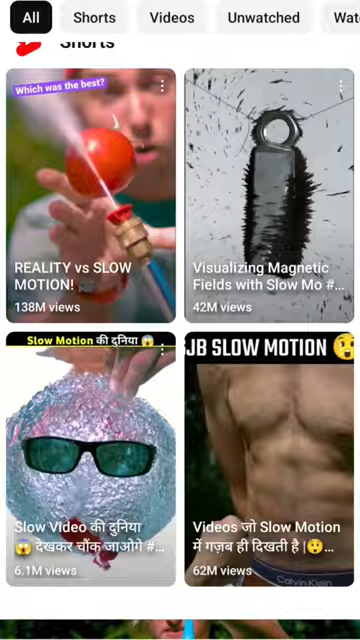 All
Shorts
Videos
Unwatched
Wat
Shorts
Which was the best?
REALITY vs SLOW
MOTION!
138M views
Visualizing Magnetic
Fields with Slow Mo #...
42M views
Slow Motion की दुनिया 😱
Slow Video की दुनिया
😱 देखकर चौंक जाओगे #...
6.1M views
JB SLOW MOTION 😲
Videos जो Slow Motion
में गज़ब ही दिखती है |😲...
62M views
Calvin Klein